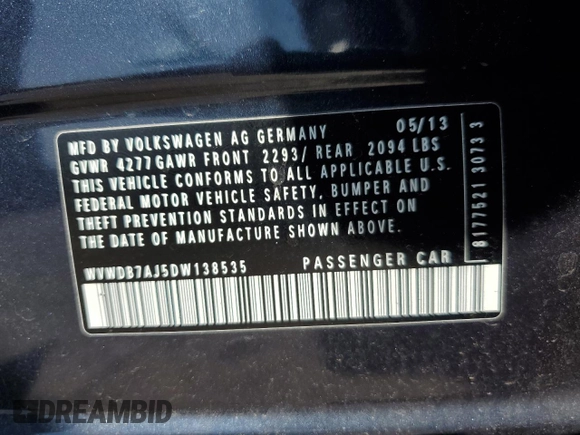 MFD BY VOLKSWAGEN AG GERMANY 05/13
GVWR 4277 GAWR FRONT 2293/ REAR 2094 LBS
THIS VEHICLE CONFORMS TO ALL APPLICABLE U.S.
FEDERAL MOTOR VEHICLE SAFETY, BUMPER AND
THEFT PREVENTION STANDARDS IN EFFECT ON
THE DATE OF MANUFACTURE SHOWN ABOVE.
WVWDB7AJ5DW138535 PASSENGER CAR
8177521 3073 3
DREAMBID